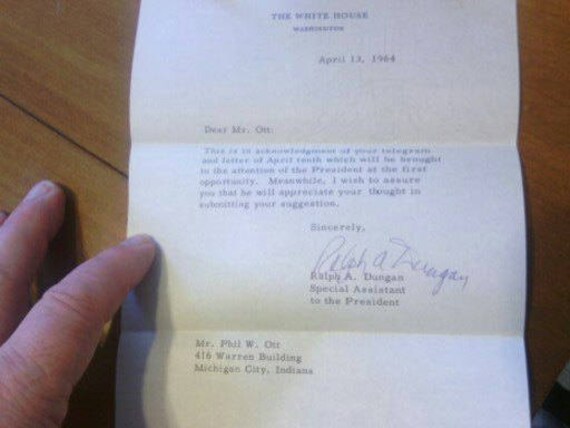 THE WHITE HOUSE
WASHINGTON
April 13, 1964
Dear Mr. Ott:
This is in acknowledgment of your telegram
and letter of April tenth which will be brought
to the attention of the President at the first
opportunity. Meanwhile, I wish to assure
you that he will appreciate your thought in
submitting your suggestion.
Sincerely,
Ralph A Dungan
Ralph A. Dungan
Special Assistant
to the President
Mr. Phil W. Ott
416 Warren Building
Michigan City, Indiana